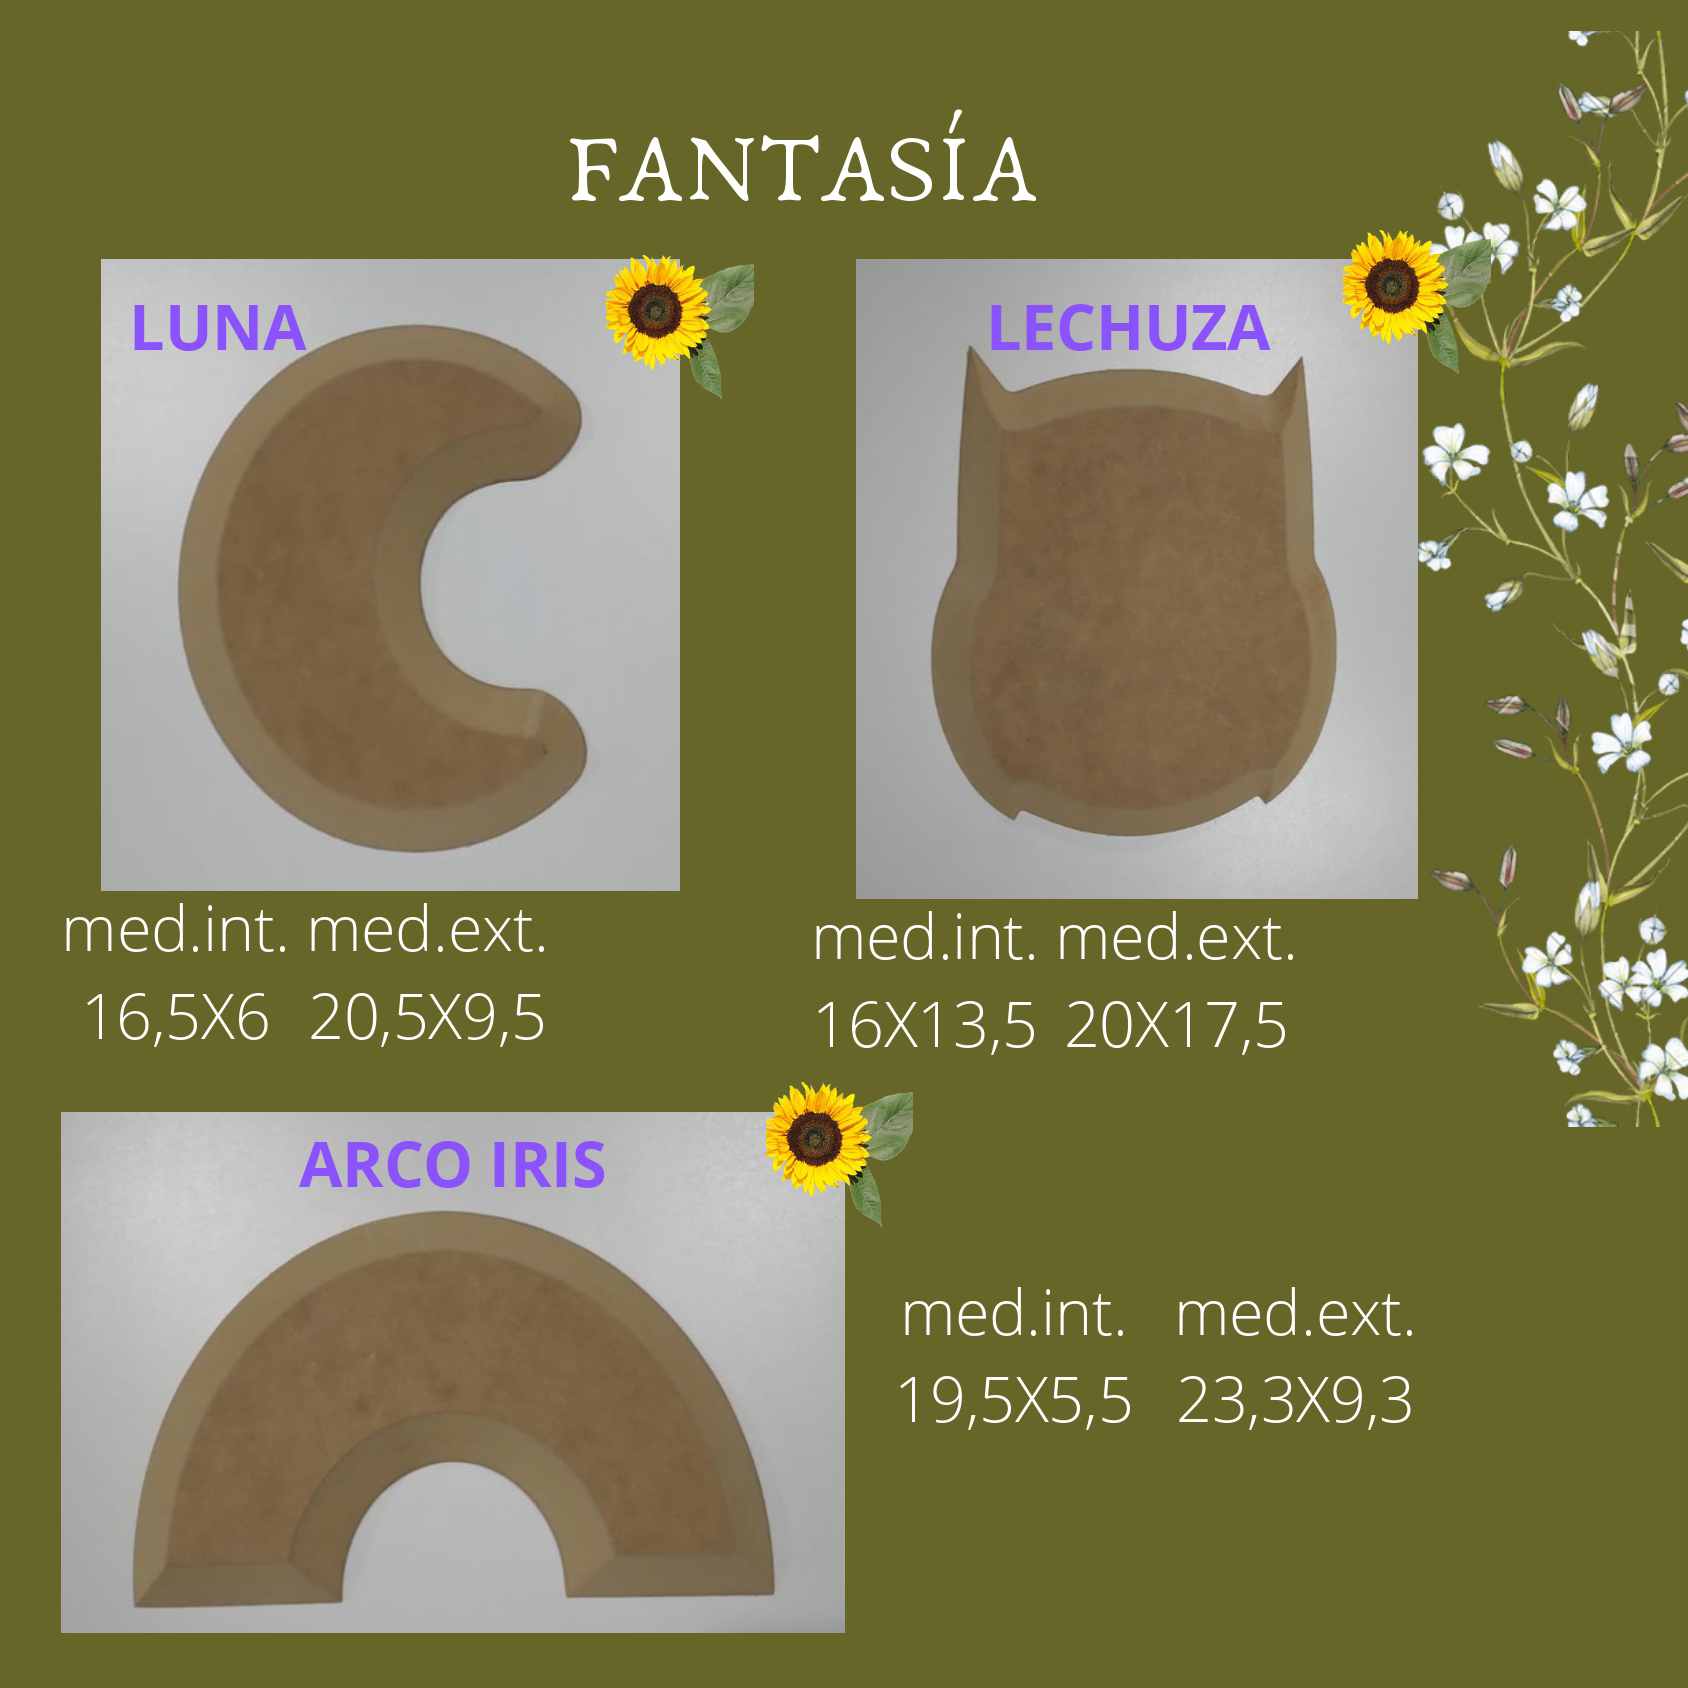 FANTASÍA
LUNA
med.int. med.ext.
16,5X6 20,5X9,5
LECHUZA
med.int. med.ext.
16X13,5 20X17,5
ARCO IRIS
med.int. med.ext.
19,5X5,5 23,3X9,3